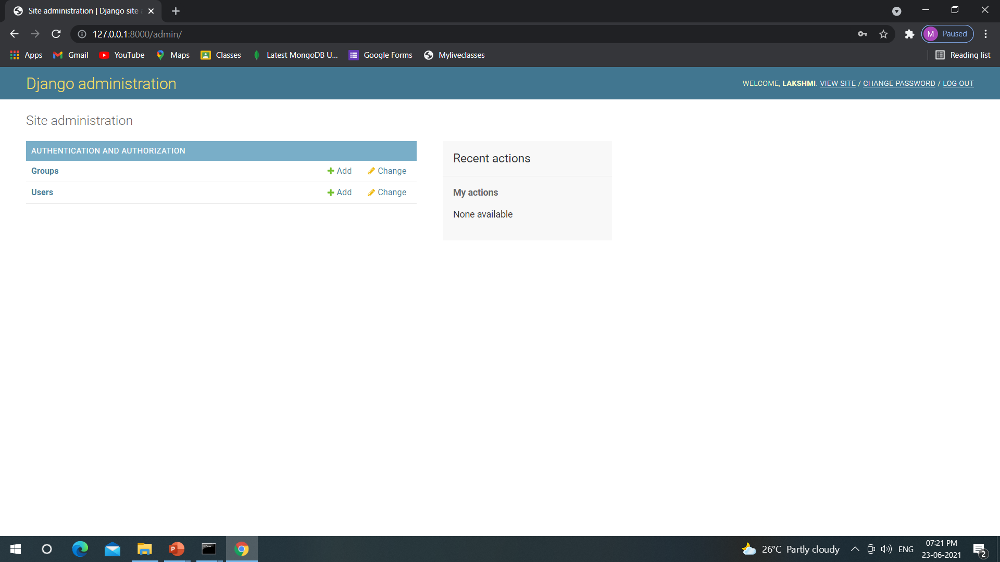 Site administration | Django site
127.0.0.1:8000/admin/
M Paused
Apps Gmail YouTube Maps Classes Latest MongoDB U... Google Forms Myliveclasses Reading list
Django administration
WELCOME, LAKSHMI. VIEW SITE / CHANGE PASSWORD / LOG OUT
Site administration
AUTHENTICATION AND AUTHORIZATION
Groups Add Change
Users Add Change
Recent actions
My actions
None available
26°C Partly cloudy ENG
07:21 PM
23-06-2021
2